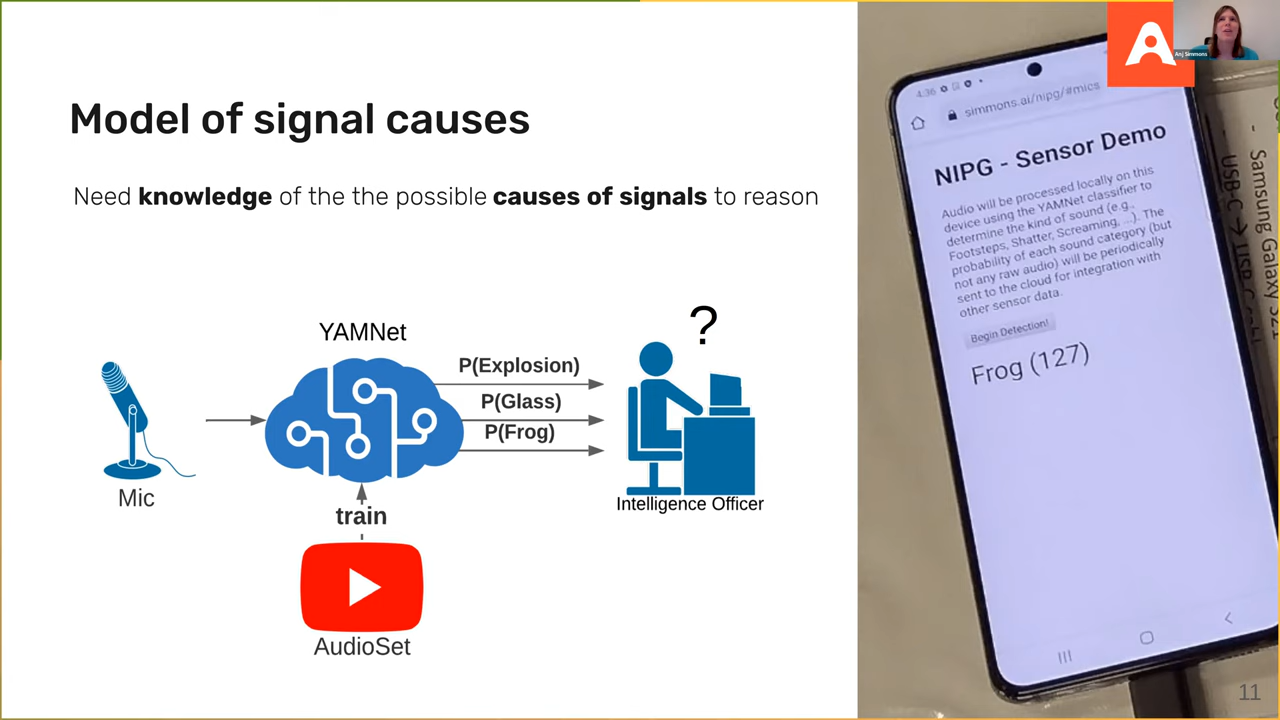 Model of signal causes
Need knowledge of the the possible causes of signals to reason
YAMNet
P(Explosion)
P(Glass)
P(Frog)
?
Mic
Intelligence Officer
train
AudioSet
Anj Simmons
4:36
simmons.ai/nipg/#mics
NIPG - Sensor Demo
Audio will be processed locally on this
device using the YAMNet classifier to
determine the kind of sound (e.g.,
Footsteps, Shatter, Screaming, ...). The
probability of each sound category (but
not any raw audio) will be periodically
sent to the cloud for integration with
other sensor data.
Begin Detection!
Frog (127)
- Samsung Galaxy S21
USB-C →
11